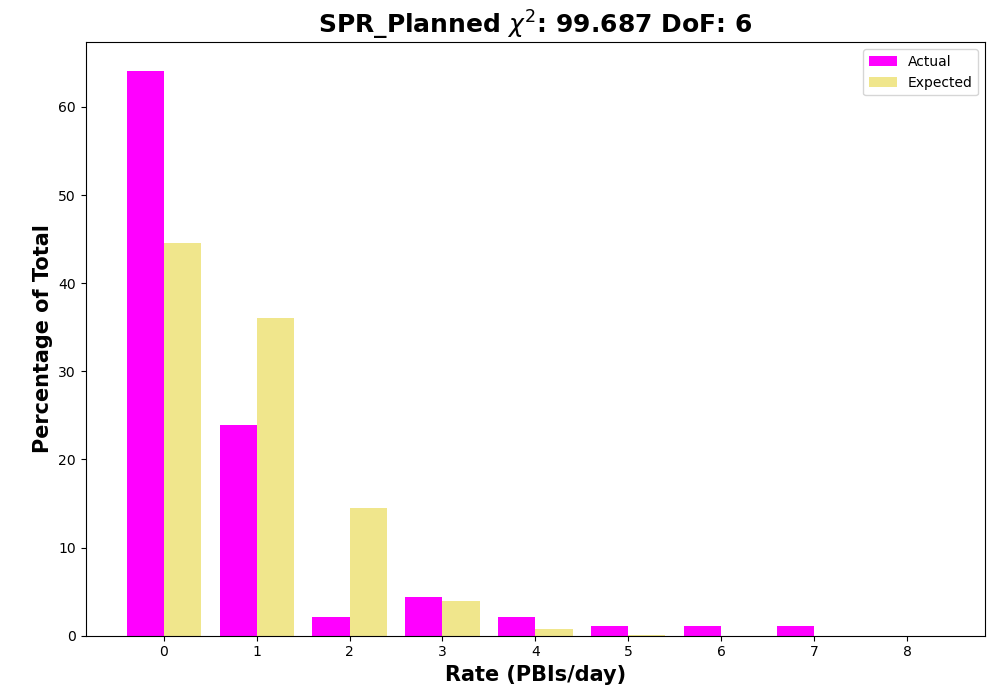 SPR_Planned χ²: 99.687 DoF: 6
Actual
Expected
Percentage of Total
60
50
40
30
20
10
0
0 1 2 3 4 5 6 7 8
Rate (PBIs/day)